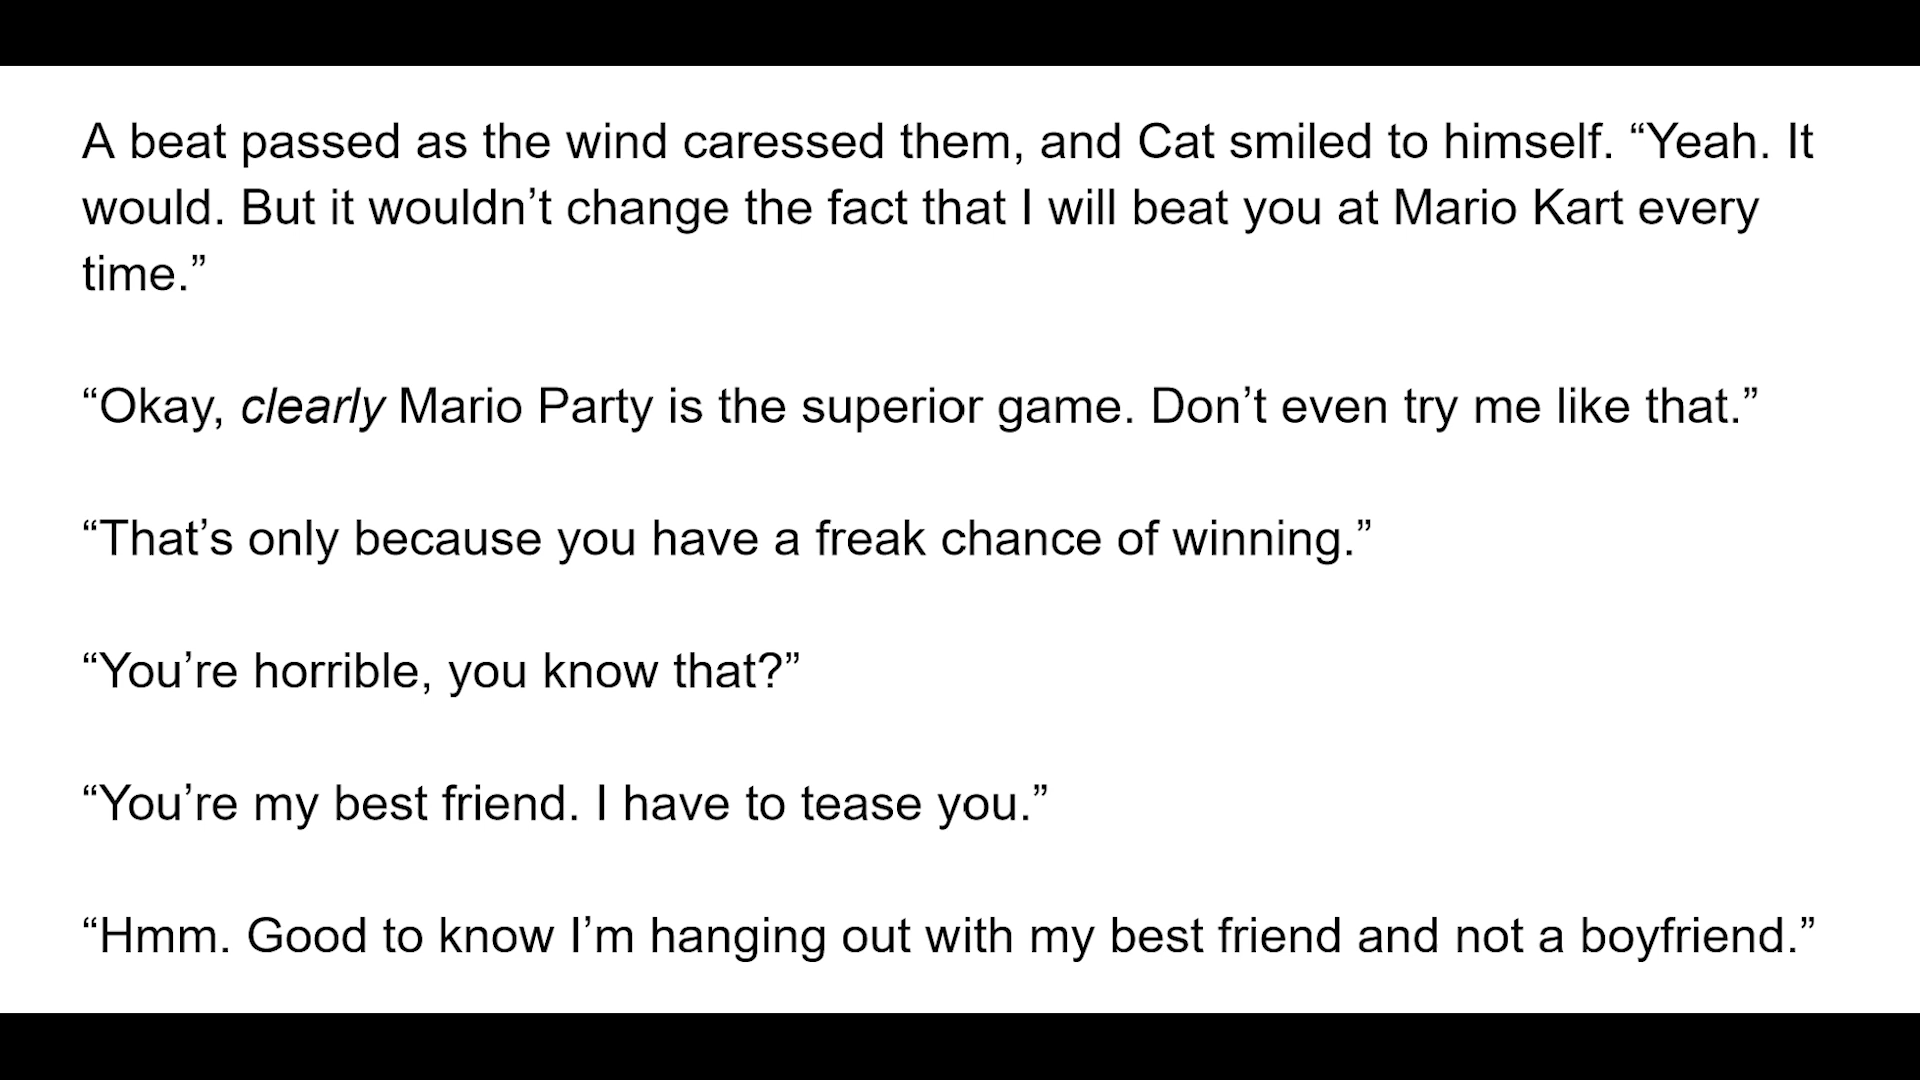 A beat passed as the wind caressed them, and Cat smiled to himself. “Yeah. It
would. But it wouldn’t change the fact that I will beat you at Mario Kart every
time.”
“Okay, clearly Mario Party is the superior game. Don’t even try me like that.”
“That’s only because you have a freak chance of winning.”
“You’re horrible, you know that?”
“You’re my best friend. I have to tease you.”
“Hmm. Good to know I’m hanging out with my best friend and not a boyfriend.”